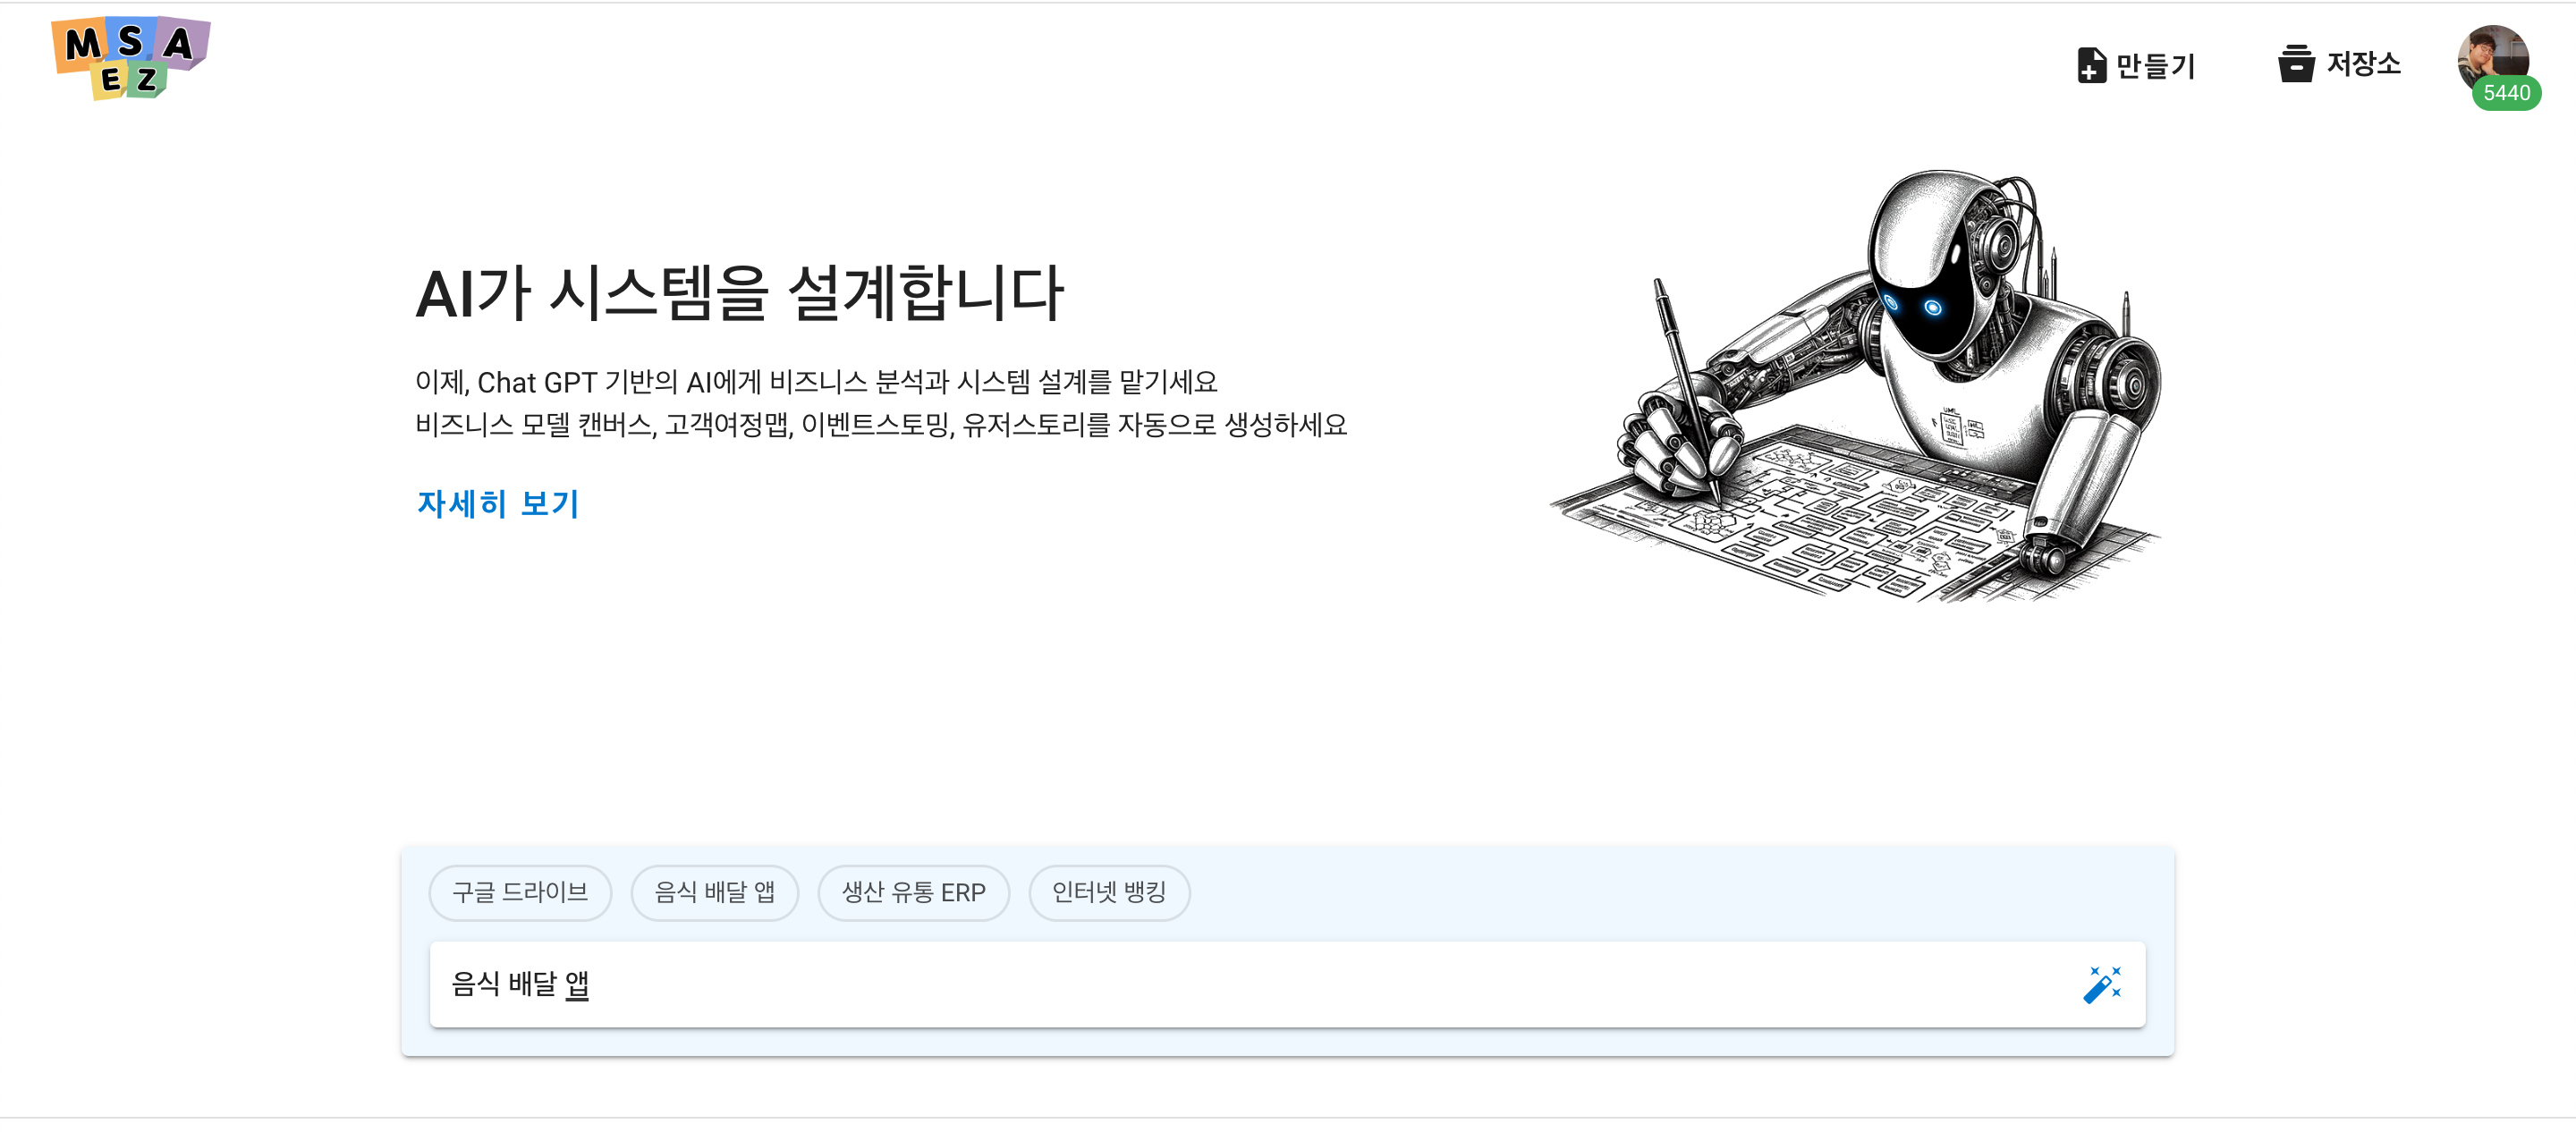 MSA
EZ
만들기
저장소
5440
AI가 시스템을 설계합니다
이제, Chat GPT 기반의 AI에게 비즈니스 분석과 시스템 설계를 맡기세요
비즈니스 모델 캔버스, 고객여정맵, 이벤트스토밍, 유저스토리를 자동으로 생성하세요
자세히 보기
구글 드라이브
음식 배달 앱
생산 유통 ERP
인터넷 뱅킹
음식 배달 앱